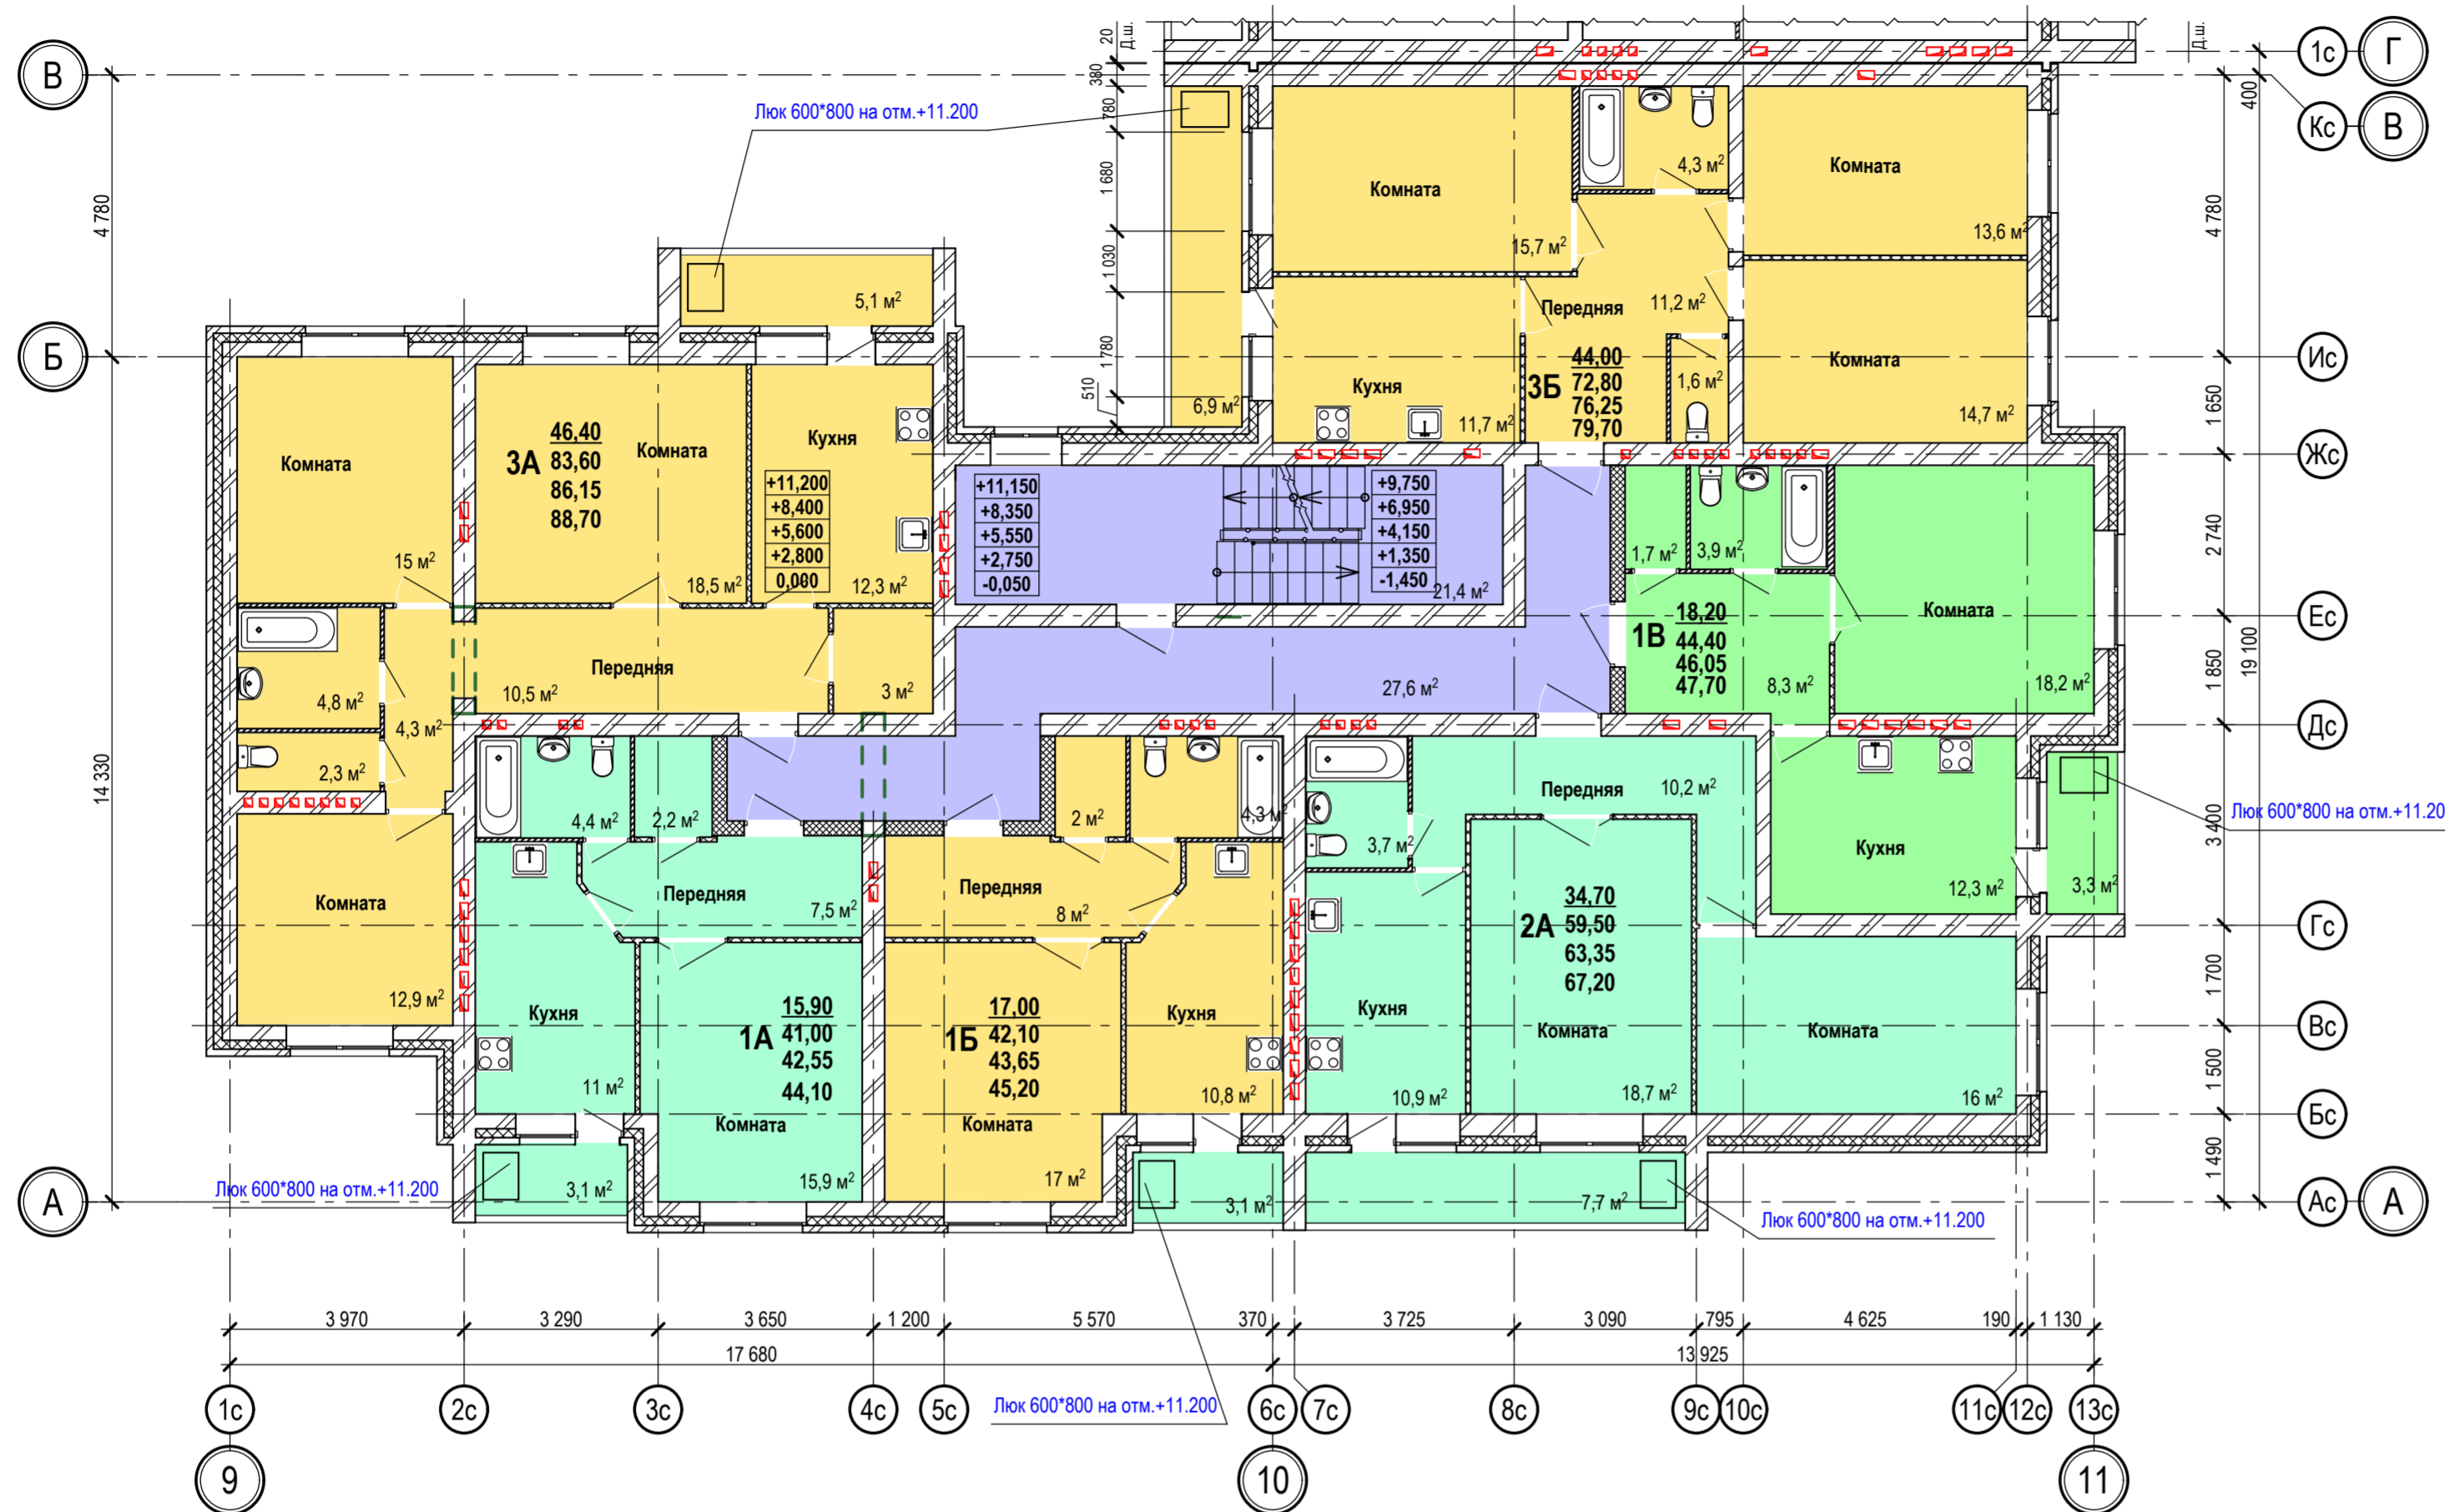 В
Б
А
1с
Г
Кс
В
Ис
Жс
Ес
Дс
Гс
Вс
Бс
Ас
А
20
Д.Ш.
Д.Ш.
380
780
1 680
1 030
1 780
510
400
4 780
1 650
2 740
1 850
19 100
3 400
1 700
1 500
1 490
4 780
14 330
Люк 600*800 на отм.+11.200
5,1 м²
Комната
15 м²
3А
46,40
83,60
86,15
88,70
Комната
18,5 м²
Кухня
+11,200
+8,400
+5,600
+2,800
0,000
12,3 м²
Передняя
10,5 м²
3 м²
4,8 м²
4,3 м²
2,3 м²
Комната
12,9 м²
Комната
15,7 м²
4,3 м²
Комната
13,6 м²
Передняя
11,2 м²
3Б
44,00
72,80
76,25
79,70
1,6 м²
Комната
14,7 м²
Кухня
11,7 м²
6,9 м²
+11,150
+8,350
+5,550
+2,750
-0,050
+9,750
+6,950
+4,150
+1,350
-1,450
21,4 м²
27,6 м²
1,7 м²
3,9 м²
1В
18,20
44,40
46,05
47,70
8,3 м²
Комната
18,2 м²
Кухня
12,3 м²
3,3 м²
Люк 600*800 на отм.+11.20
4,4 м²
2,2 м²
Передняя
7,5 м²
Кухня
11 м²
1А
15,90
41,00
42,55
44,10
Комната
15,9 м²
3,1 м²
Люк 600*800 на отм.+11.200
2 м²
4,3 м²
Передняя
8 м²
1Б
17,00
42,10
43,65
45,20
Комната
17 м²
Кухня
10,8 м²
3,1 м²
Люк 600*800 на отм.+11.200
3,7 м²
Передняя
10,2 м²
2А
34,70
59,50
63,35
67,20
Кухня
10,9 м²
Комната
18,7 м²
Комната
16 м²
7,7 м²
Люк 600*800 на отм.+11.200
3 970
3 290
3 650
1 200
5 570
370
3 725
3 090
795
4 625
190
1 130
17 680
13 925
1с
2с
3с
4с
5с
6с
7с
8с
9с
10с
11с
12с
13с
9
10
11